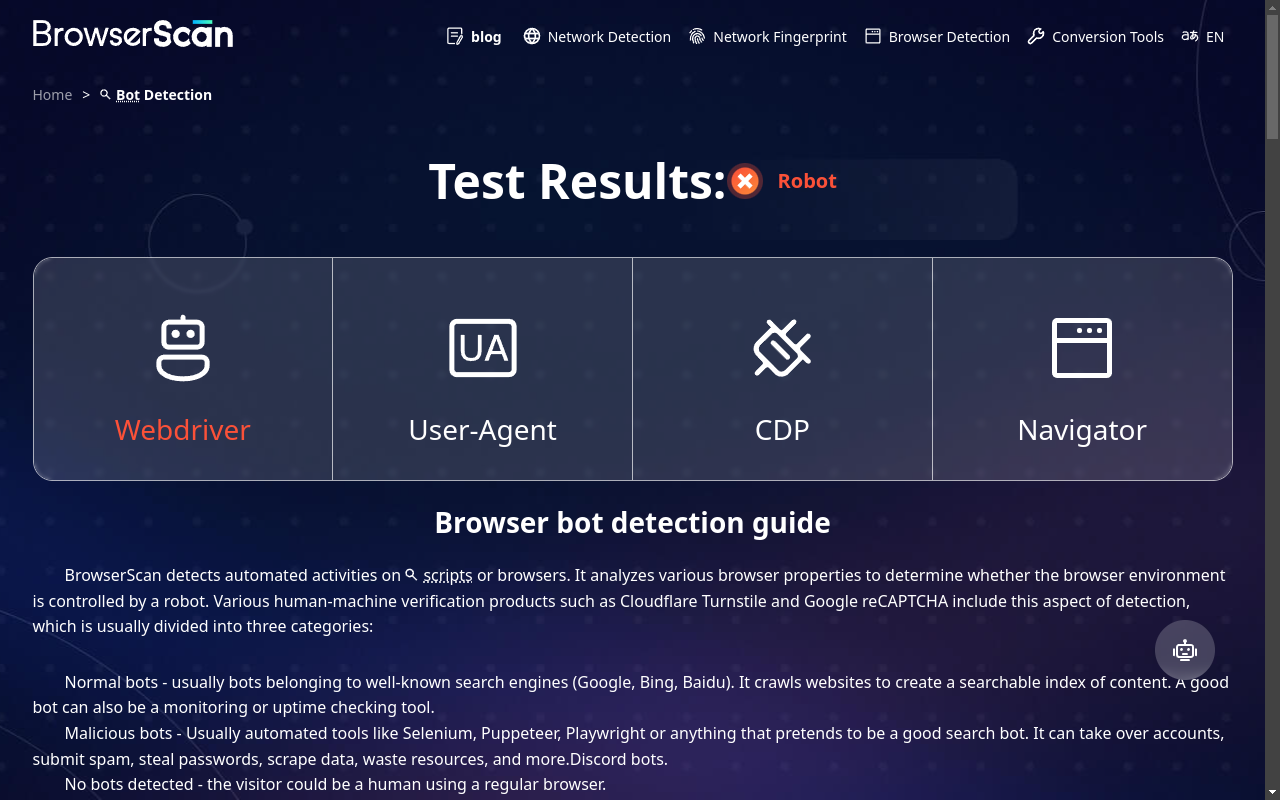 BrowserScan
blog
Network Detection
Network Fingerprint
Browser Detection
Conversion Tools
EN
Home > Bot Detection
Test Results: Robot
UA
Webdriver
User-Agent
CDP
Navigator
Browser bot detection guide
BrowserScan detects automated activities on scripts or browsers. It analyzes various browser properties to determine whether the browser environment
is controlled by a robot. Various human-machine verification products such as Cloudflare Turnstile and Google reCAPTCHA include this aspect of detection,
which is usually divided into three categories:
Normal bots - usually bots belonging to well-known search engines (Google, Bing, Baidu). It crawls websites to create a searchable index of content. A good
bot can also be a monitoring or uptime checking tool.
Malicious bots - Usually automated tools like Selenium, Puppeteer, Playwright or anything that pretends to be a good search bot. It can take over accounts,
submit spam, steal passwords, scrape data, waste resources, and more.Discord bots.
No bots detected - the visitor could be a human using a regular browser.